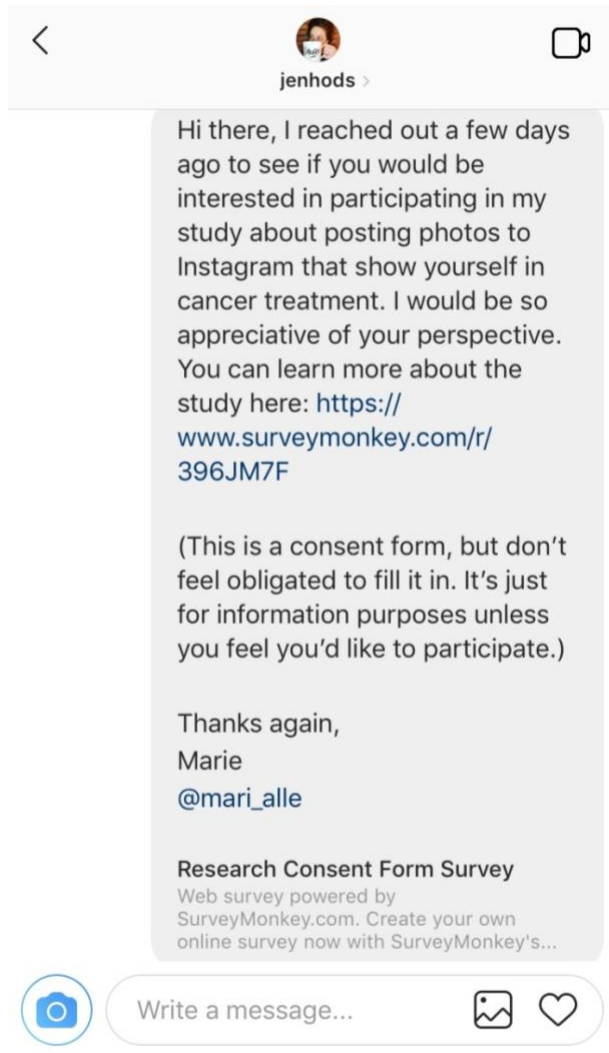 jenhods
Hi there, I reached out a few days
ago to see if you would be
interested in participating in my
study about posting photos to
Instagram that show yourself in
cancer treatment. I would be so
appreciative of your perspective.
You can learn more about the
study here: https://
www.surveymonkey.com/r/
396JM7F
(This is a consent form, but don’t
feel obligated to fill it in. It’s just
for information purposes unless
you feel you’d like to participate.)
Thanks again,
Marie
@mari_alle
Research Consent Form Survey
Web survey powered by
SurveyMonkey.com. Create your own
online survey now with SurveyMonkey's...
Write a message...